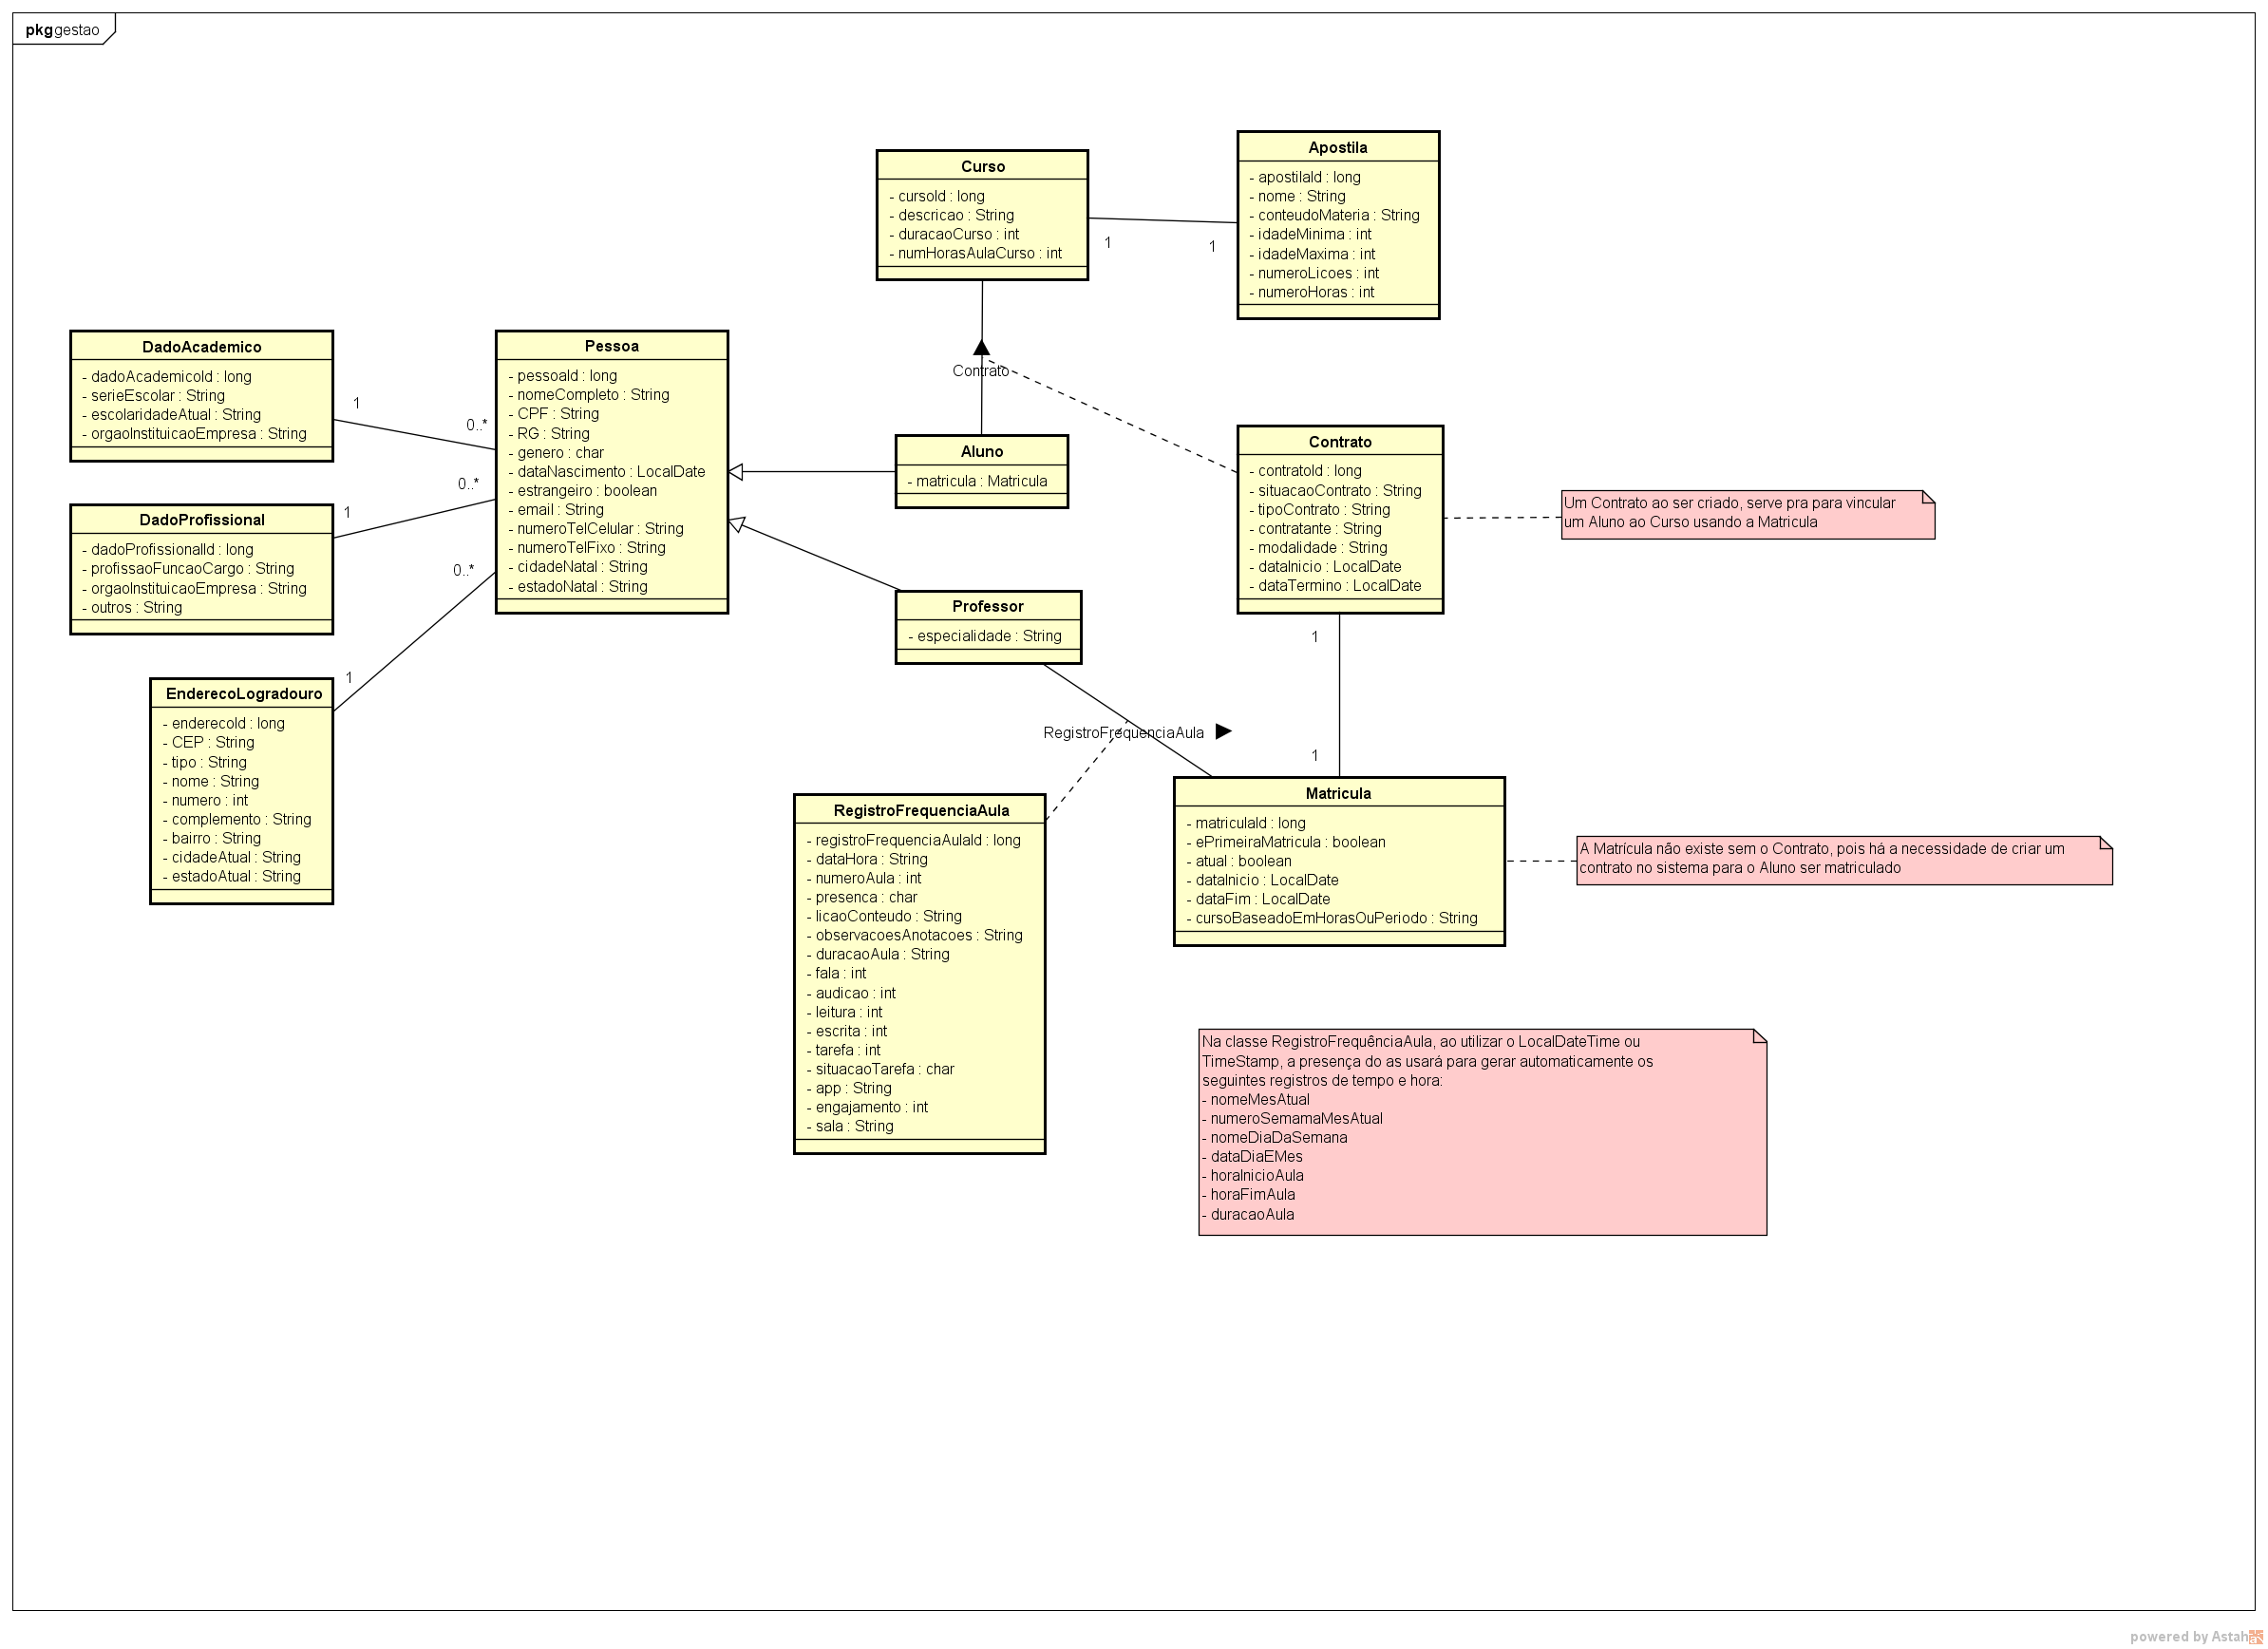 pkg gestao
Curso
- cursoId : long
- descricao : String
- duracaoCurso : int
- numHorasAulaCurso : int
1
1
Apostila
- apostilaId : long
- nome : String
- conteudoMateria : String
- idadeMinima : int
- idadeMaxima : int
- numeroLicoes : int
- numeroHoras : int
DadoAcademico
- dadoAcademicoId : long
- serieEscolar : String
- escolaridadeAtual : String
- orgaoInstituicaoEmpresa : String
1
0..*
DadoProfissional
- dadoProfissionalId : long
- profissaoFuncaoCargo : String
- orgaoInstituicaoEmpresa : String
- outros : String
1
0..*
EnderecoLogradouro
- enderecoId : long
- CEP : String
- tipo : String
- nome : String
- numero : int
- complemento : String
- bairro : String
- cidadeAtual : String
- estadoAtual : String
1
0..*
Pessoa
- pessoaId : long
- nomeCompleto : String
- CPF : String
- RG : String
- genero : char
- dataNascimento : LocalDate
- estrangeiro : boolean
- email : String
- numeroTelCelular : String
- numeroTelFixo : String
- cidadeNatal : String
- estadoNatal : String
Contrato
Aluno
- matricula : Matricula
Professor
- especialidade : String
Contrato
- contratoId : long
- situacaoContrato : String
- tipoContrato : String
- contratante : String
- modalidade : String
- dataInicio : LocalDate
- dataTermino : LocalDate
Um Contrato ao ser criado, serve pra para vincular
um Aluno ao Curso usando a Matricula
1
1
RegistroFrequenciaAula
RegistroFrequenciaAula
- registroFrequenciaAulaId : long
- dataHora : String
- numeroAula : int
- presenca : char
- licaoConteudo : String
- observacoesAnotacoes : String
- duracaoAula : String
- fala : int
- audicao : int
- leitura : int
- escrita : int
- tarefa : int
- situacaoTarefa : char
- app : String
- engajamento : int
- sala : String
Matricula
- matriculaId : long
- ePrimeiraMatricula : boolean
- atual : boolean
- dataInicio : LocalDate
- dataFim : LocalDate
- cursoBaseadoEmHorasOuPeriodo : String
A Matrícula não existe sem o Contrato, pois há a necessidade de criar um
contrato no sistema para o Aluno ser matriculado
Na classe RegistroFrequênciaAula, ao utilizar o LocalDateTime ou
TimeStamp, a presença do as usará para gerar automaticamente os
seguintes registros de tempo e hora:
- nomeMesAtual
- numeroSemamaMesAtual
- nomeDiaDaSemana
- dataDiaEMes
- horaInicioAula
- horaFimAula
- duracaoAula
powered by Astah